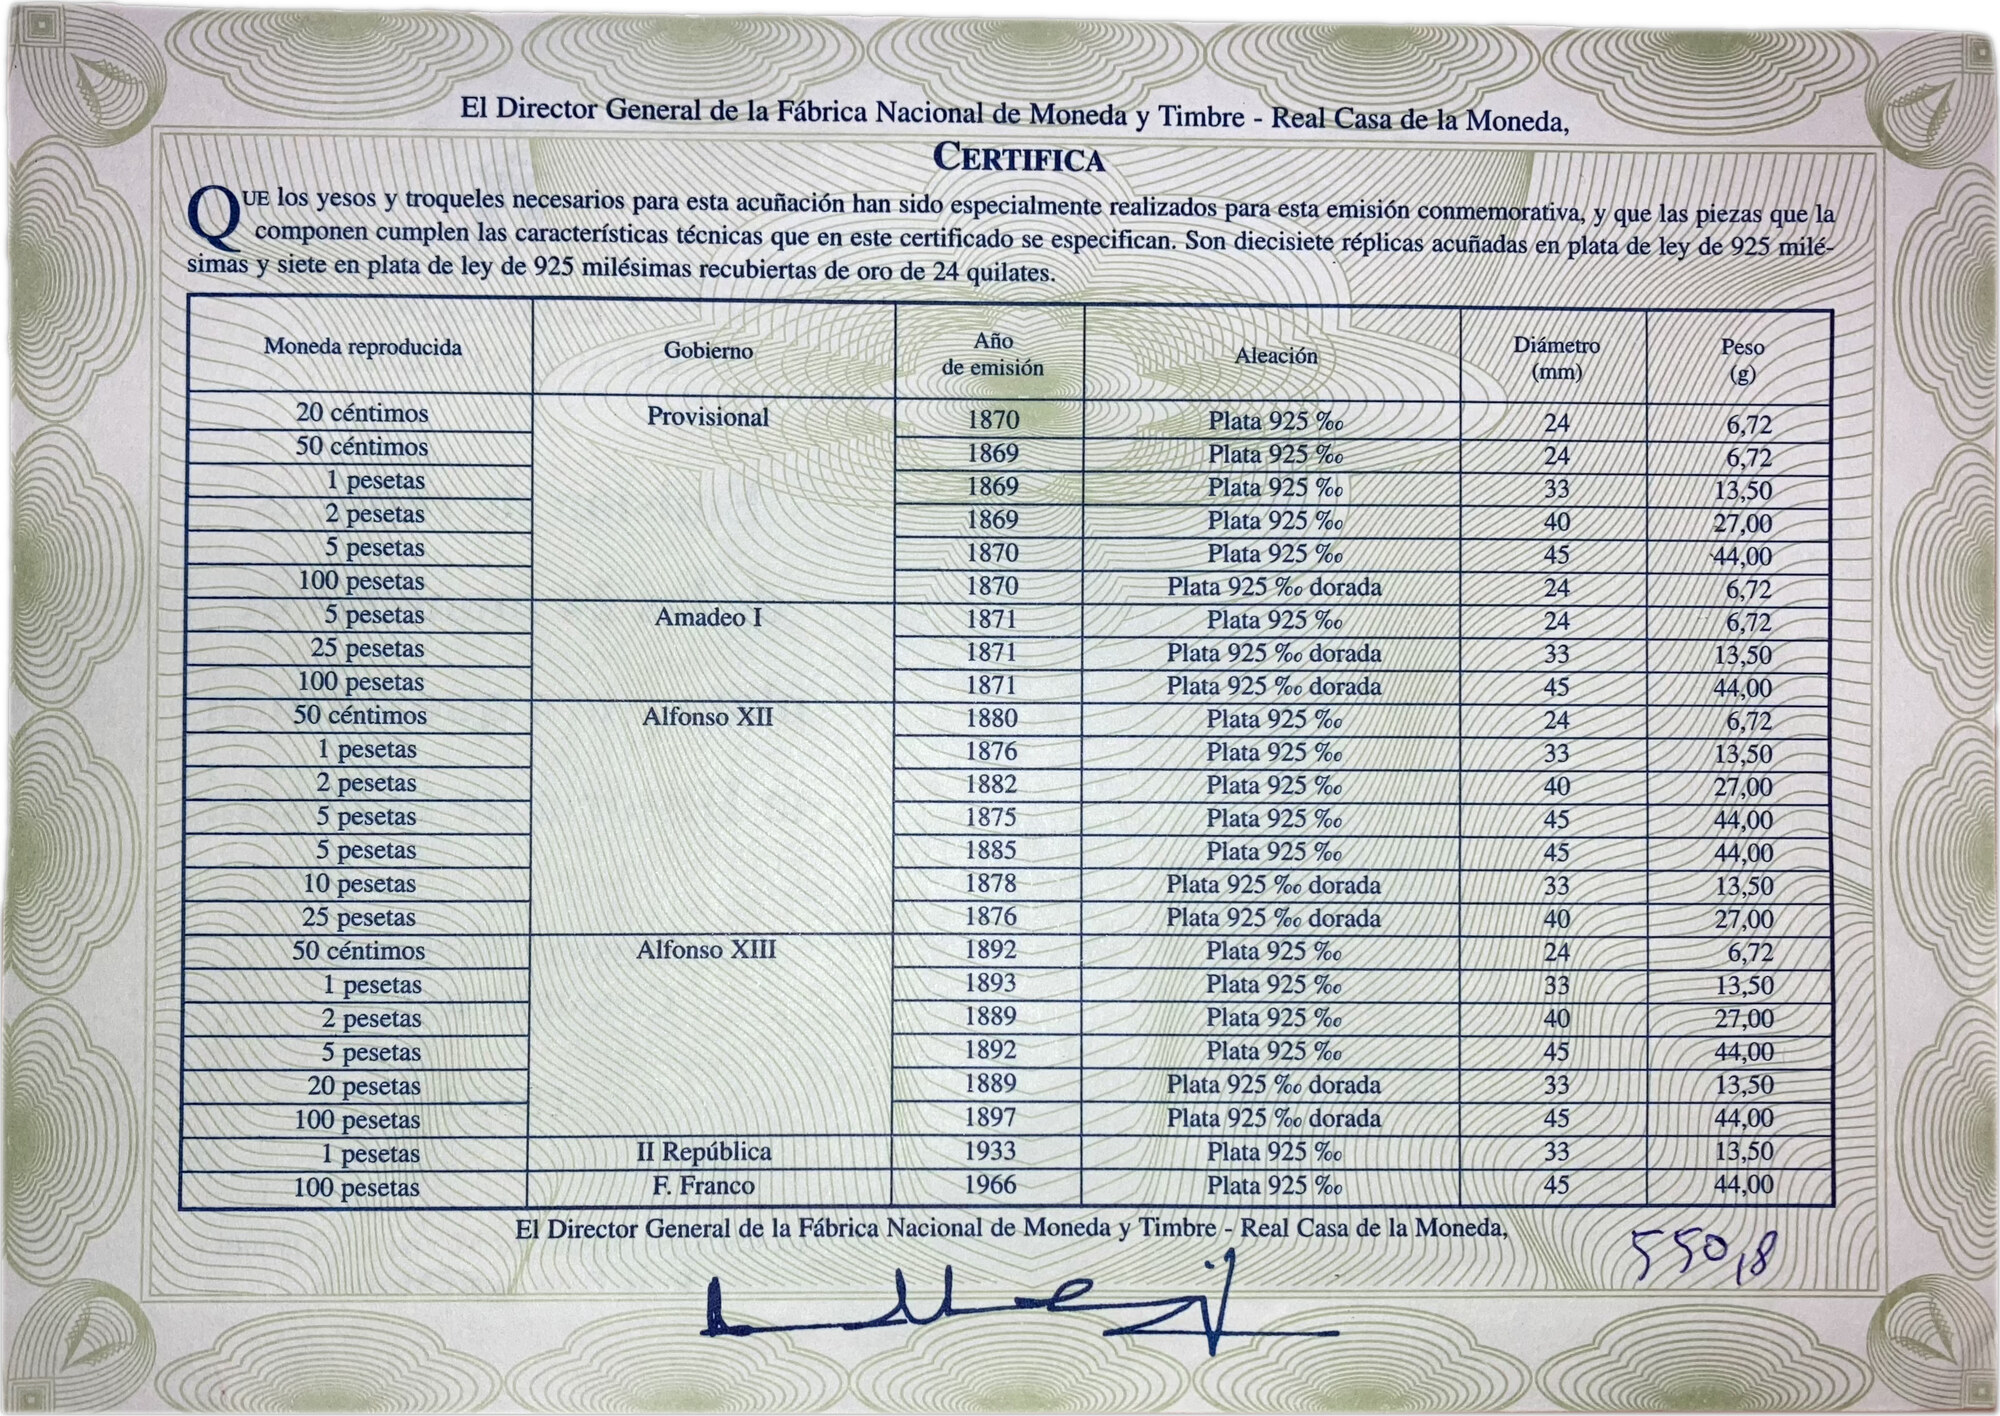 El Director General de la Fábrica Nacional de Moneda y Timbre - Real Casa de la Moneda,
CERTIFICA
QUE los yesos y troqueles necesarios para esta acuñación han sido especialmente realizados para esta emisión conmemorativa, y que las piezas que la
componen cumplen las características técnicas que en este certificado se especifican. Son diecisiete réplicas acuñadas en plata de ley de 925 milé-
simas y siete en plata de ley de 925 milésimas recubiertas de oro de 24 quilates.
Moneda reproducida Gobierno Año de emisión Aleación Diámetro (mm) Peso (g)
20 céntimos Provisional 1870 Plata 925 ‰ 24 6,72
50 céntimos 1869 Plata 925 ‰ 24 6,72
1 pesetas 1869 Plata 925 ‰ 33 13,50
2 pesetas 1869 Plata 925 ‰ 40 27,00
5 pesetas 1870 Plata 925 ‰ 45 44,00
100 pesetas 1870 Plata 925 ‰ dorada 24 6,72
5 pesetas Amadeo I 1871 Plata 925 ‰ 24 6,72
25 pesetas 1871 Plata 925 ‰ dorada 33 13,50
100 pesetas 1871 Plata 925 ‰ dorada 45 44,00
50 céntimos Alfonso XII 1880 Plata 925 ‰ 24 6,72
1 pesetas 1876 Plata 925 ‰ 33 13,50
2 pesetas 1882 Plata 925 ‰ 40 27,00
5 pesetas 1875 Plata 925 ‰ 45 44,00
5 pesetas 1885 Plata 925 ‰ 45 44,00
10 pesetas 1878 Plata 925 ‰ dorada 33 13,50
25 pesetas 1876 Plata 925 ‰ dorada 40 27,00
50 céntimos Alfonso XIII 1892 Plata 925 ‰ 24 6,72
1 pesetas 1893 Plata 925 ‰ 33 13,50
2 pesetas 1889 Plata 925 ‰ 40 27,00
5 pesetas 1892 Plata 925 ‰ 45 44,00
20 pesetas 1889 Plata 925 ‰ dorada 33 13,50
100 pesetas 1897 Plata 925 ‰ dorada 45 44,00
1 pesetas II República 1933 Plata 925 ‰ 33 13,50
100 pesetas F. Franco 1966 Plata 925 ‰ 45 44,00
El Director General de la Fábrica Nacional de Moneda y Timbre - Real Casa de la Moneda,
550,8